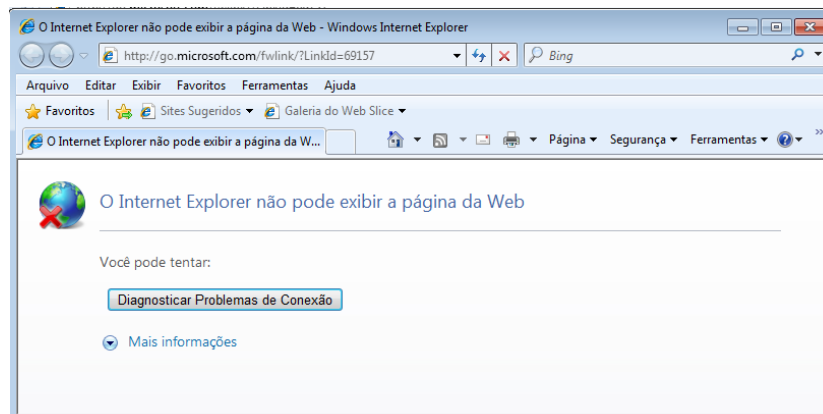 O Internet Explorer não pode exibir a página da Web - Windows Internet Explorer
http://go.microsoft.com/fwlink/?LinkId=69157 Bing
Arquivo Editar Exibir Favoritos Ferramentas Ajuda
Favoritos Sites Sugeridos Galeria do Web Slice
O Internet Explorer não pode exibir a página da W... Página Segurança Ferramentas
O Internet Explorer não pode exibir a página da Web
Você pode tentar:
Diagnosticar Problemas de Conexão
Mais informações